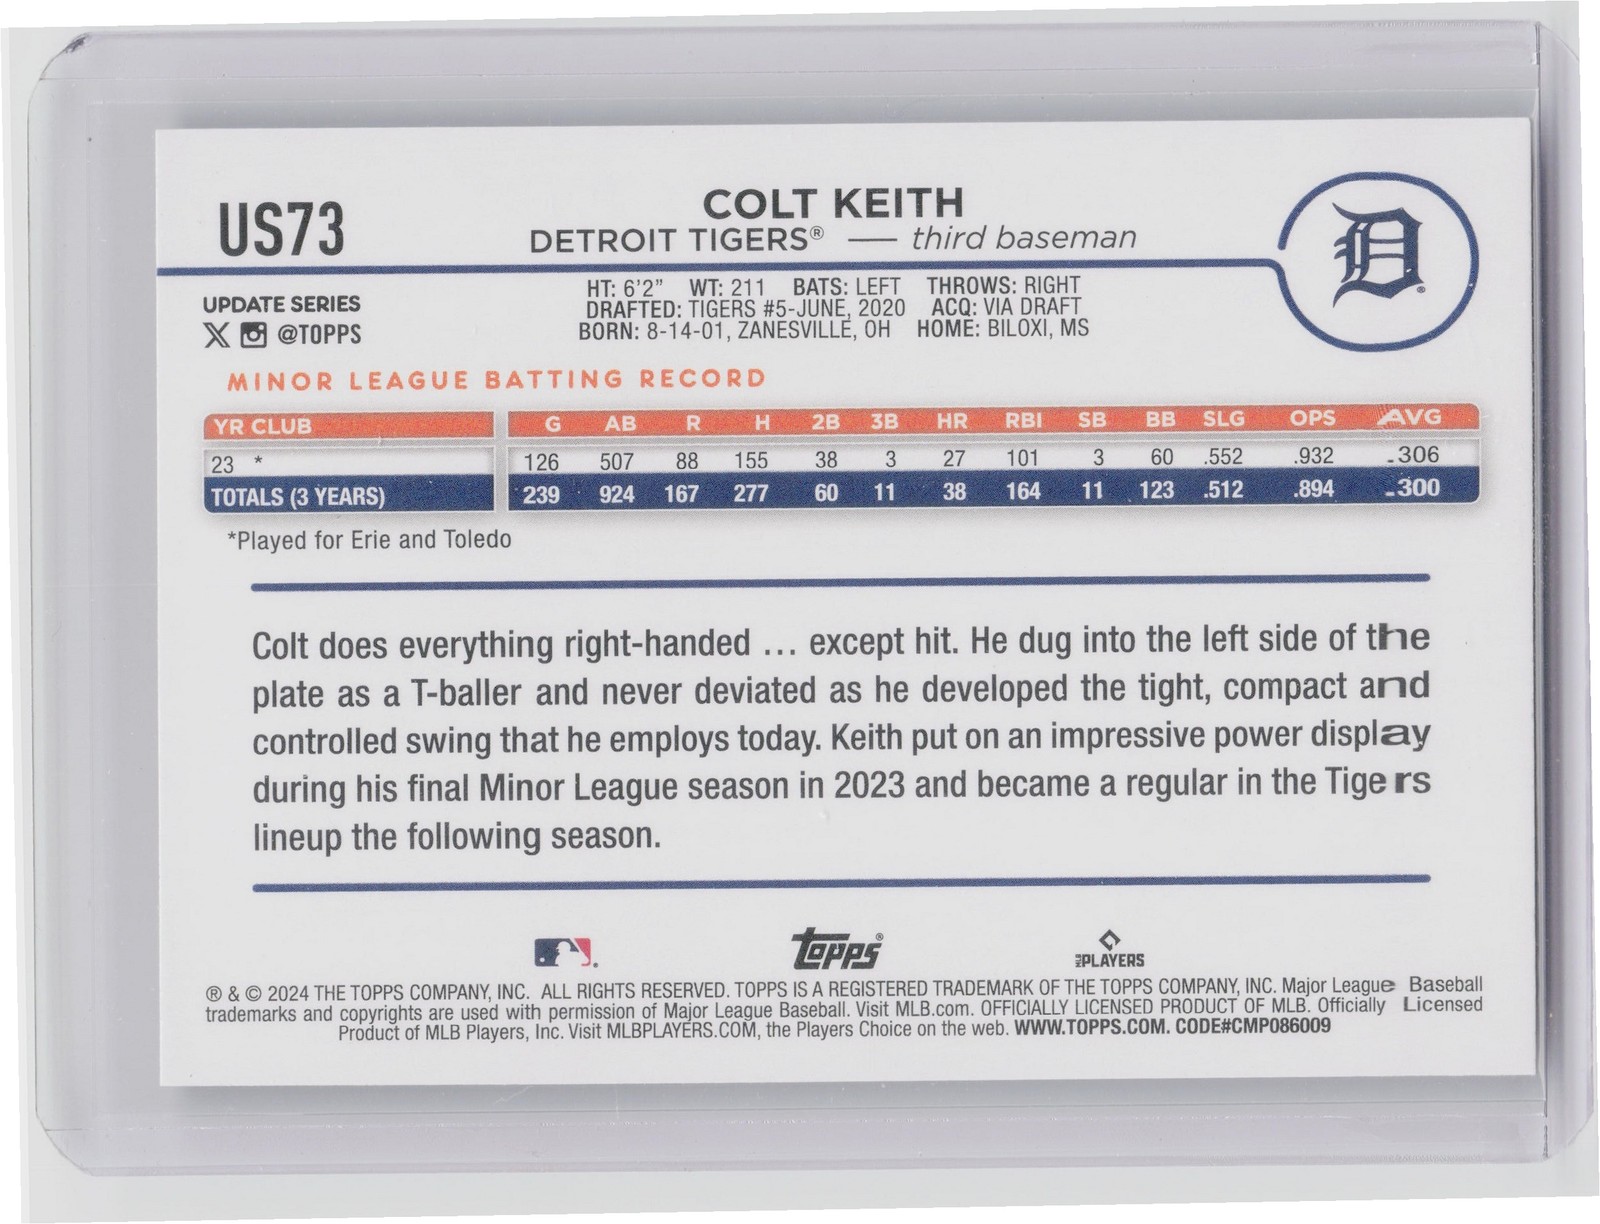 US73
COLT KEITH
DETROIT TIGERS® — third baseman
D
UPDATE SERIES
@TOPPS
HT: 6'2" WT: 211 BATS: LEFT THROWS: RIGHT
DRAFTED: TIGERS #5-JUNE, 2020 ACQ: VIA DRAFT
BORN: 8-14-01, ZANESVILLE, OH HOME: BILOXI, MS
MINOR LEAGUE BATTING RECORD
YR CLUB G AB R H 2B 3B HR RBI SB BB SLG OPS AVG
23 * 126 507 88 155 38 3 27 101 3 60 .552 .932 .306
TOTALS (3 YEARS) 239 924 167 277 60 11 38 164 11 123 .512 .894 .300
*Played for Erie and Toledo
Colt does everything right-handed ... except hit. He dug into the left side of the
plate as a T-baller and never deviated as he developed the tight, compact and
controlled swing that he employs today. Keith put on an impressive power display
during his final Minor League season in 2023 and became a regular in the Tigers
lineup the following season.
topps®
MLB PLAYERS
® & © 2024 THE TOPPS COMPANY, INC. ALL RIGHTS RESERVED. TOPPS IS A REGISTERED TRADEMARK OF THE TOPPS COMPANY, INC. Major League Baseball
trademarks and copyrights are used with permission of Major League Baseball. Visit MLB.com. OFFICIALLY LICENSED PRODUCT OF MLB. Officially Licensed
Product of MLB Players, Inc. Visit MLBPLAYERS.COM, the Players Choice on the web. WWW.TOPPS.COM. CODE#CMP086009